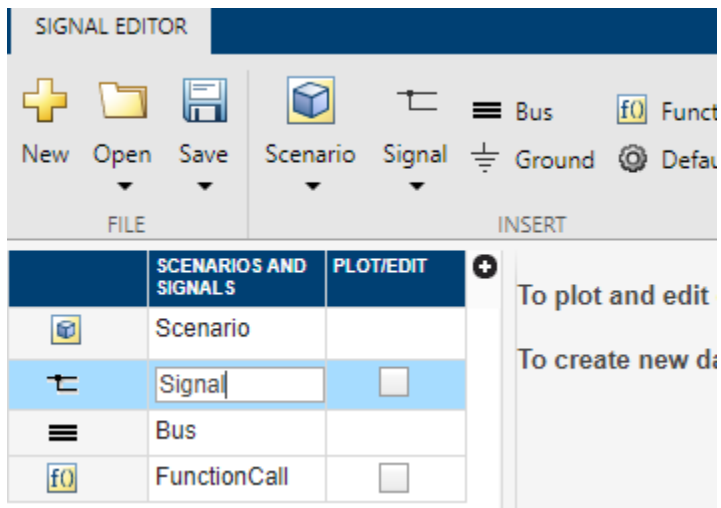 SIGNAL EDITOR
New Open Save Scenario Signal Bus Funct
Ground Defau
FILE INSERT
SCENARIOS AND SIGNALS PLOT/EDIT
Scenario
Signal
Bus
f() FunctionCall
To plot and edit
To create new da